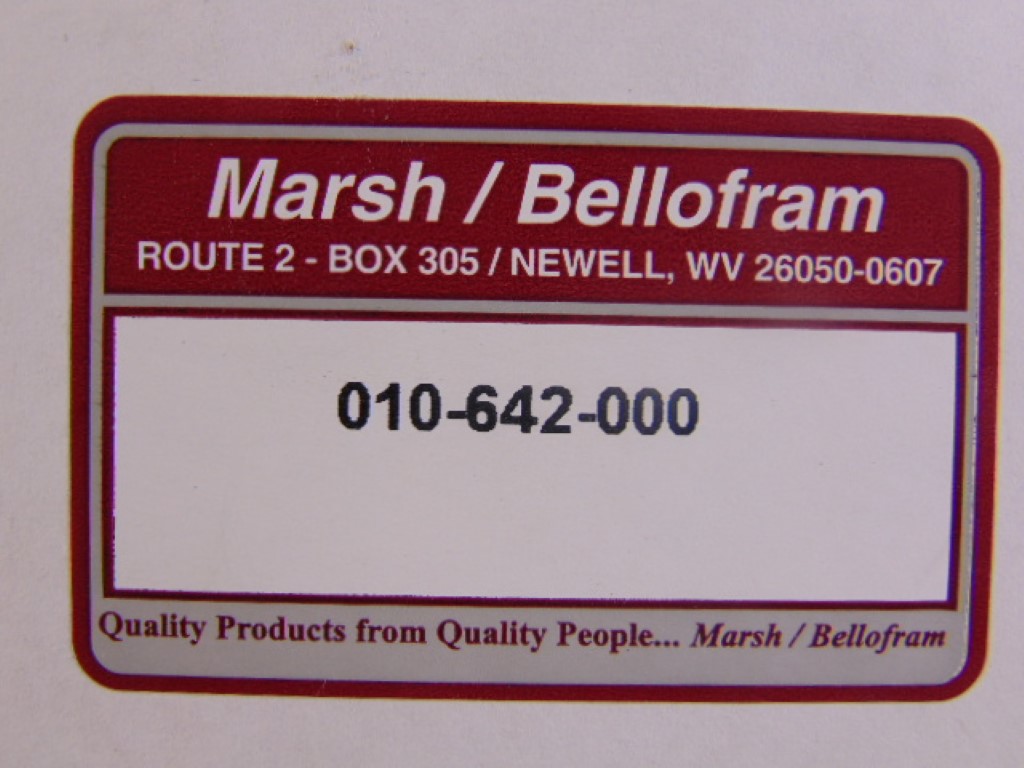 Marsh / Bellofram
ROUTE 2 - BOX 305 / NEWELL, WV 26050-0607
010-642-000
Quality Products from Quality People... Marsh / Bellofram